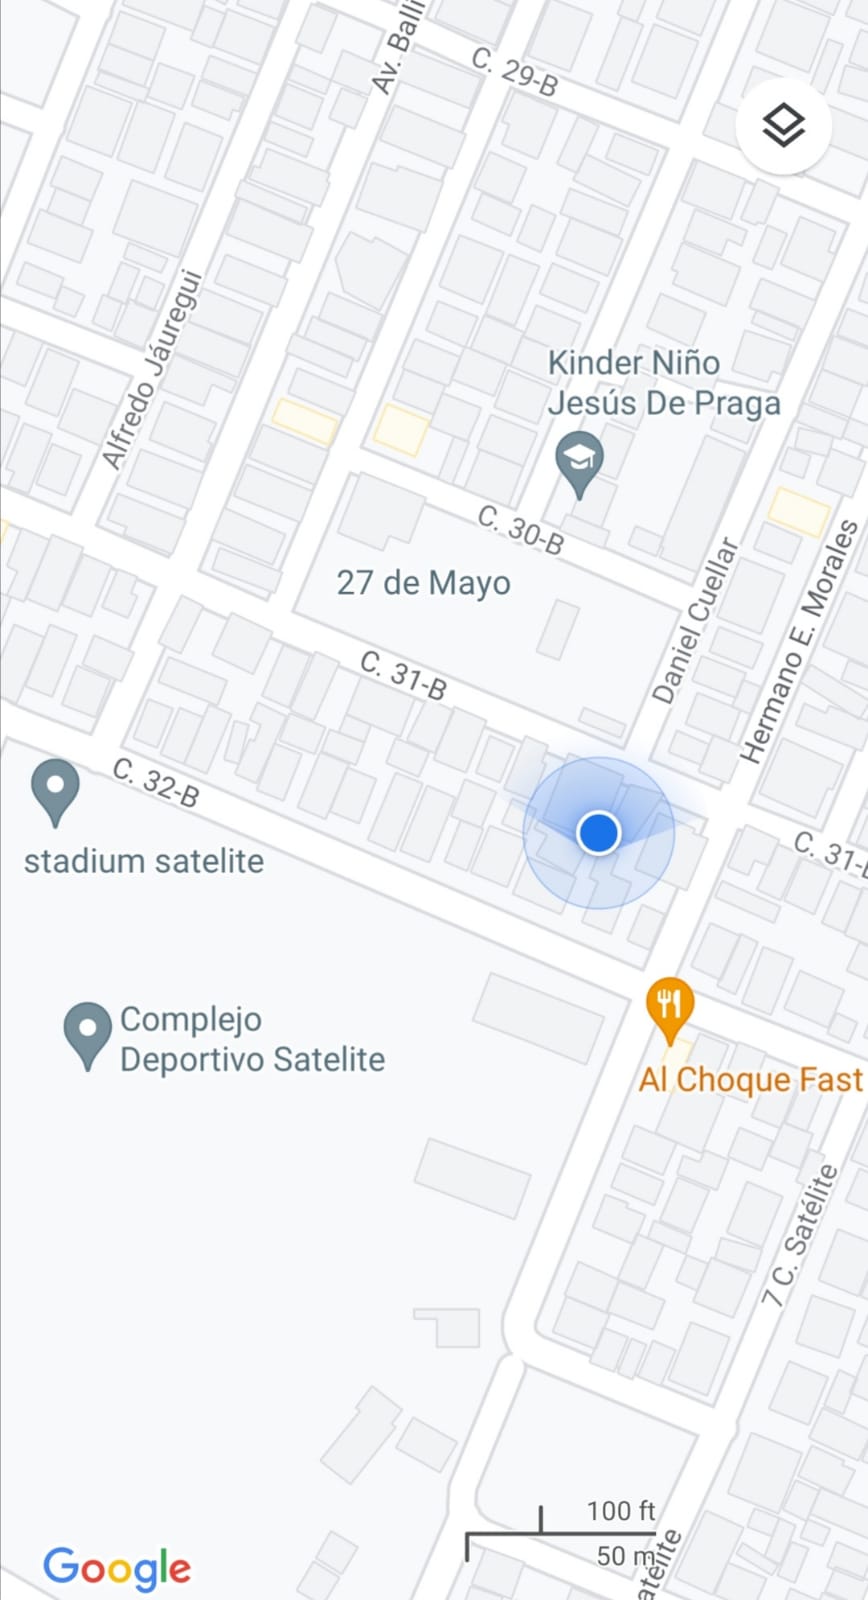 Av. Balli
C. 29-B
Alfredo Jáuregui
Kinder Niño
Jesús De Praga
C. 30-B
27 de Mayo
Daniel Cuellar
Hermano E. Morales
C. 31-B
C. 32-B
stadium satelite
C. 31-B
Complejo
Deportivo Satelite
Al Choque Fast
7 C. Satélite
100 ft
50 m
atélite
Google